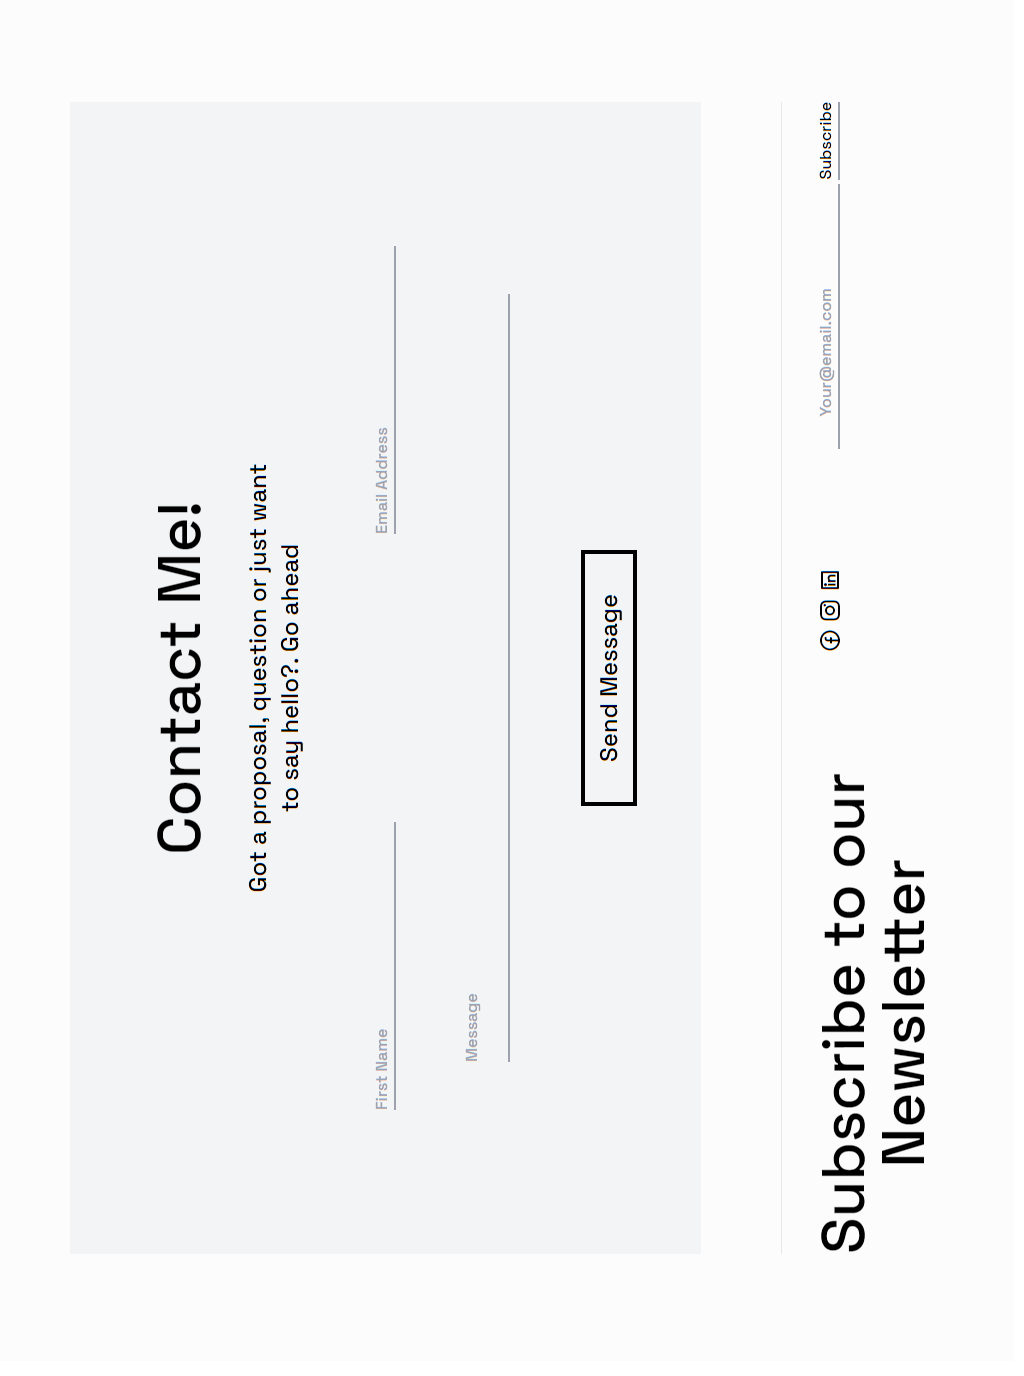 Contact Me!
Got a proposal, question or just want
to say hello?. Go ahead
First Name
Email Address
Message
Send Message
Subscribe to our
Newsletter
Your@email.com
Subscribe